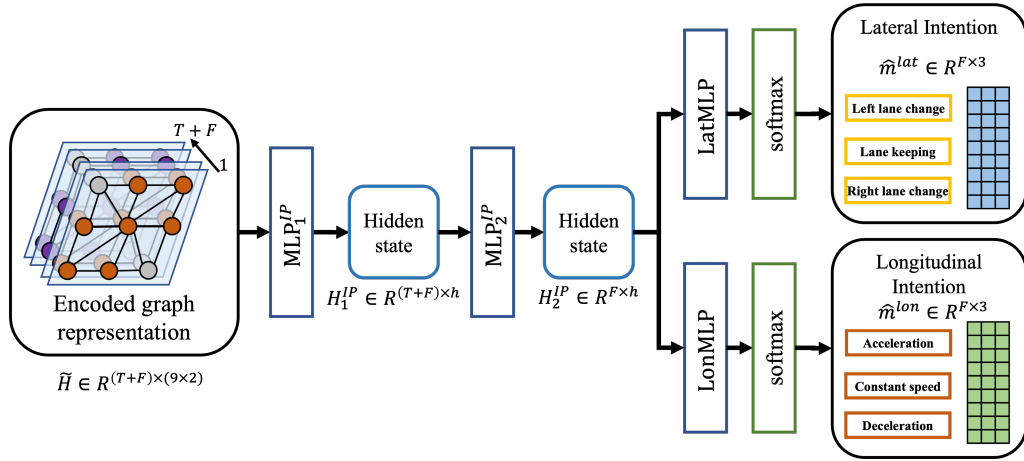 T + F
1
Encoded graph
representation
H̃ ∈ R^{(T+F)×(9×2)}
MLP_1^{IP}
Hidden
state
H_1^{IP} ∈ R^{(T+F)×h}
MLP_2^{IP}
Hidden
state
H_2^{IP} ∈ R^{F×h}
LatMLP
softmax
Lateral Intention
m̂^{lat} ∈ R^{F×3}
Left lane change
Lane keeping
Right lane change
LonMLP
softmax
Longitudinal
Intention
m̂^{lon} ∈ R^{F×3}
Acceleration
Constant speed
Deceleration